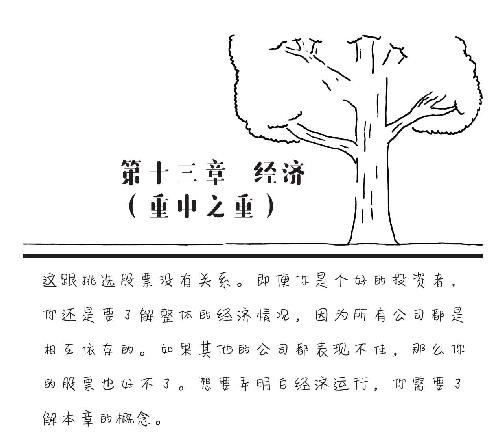 第十三章 经济
（重中之重）
这跟挑选股票没有关系。即便你是个好的投资者，
你还是要了解整体的经济情况，因为所有公司都是
相互依存的。如果其他的公司都表现不佳，那么你
的股票也好不了。想要弄明白经济运行，你需要了
解本章的概念。